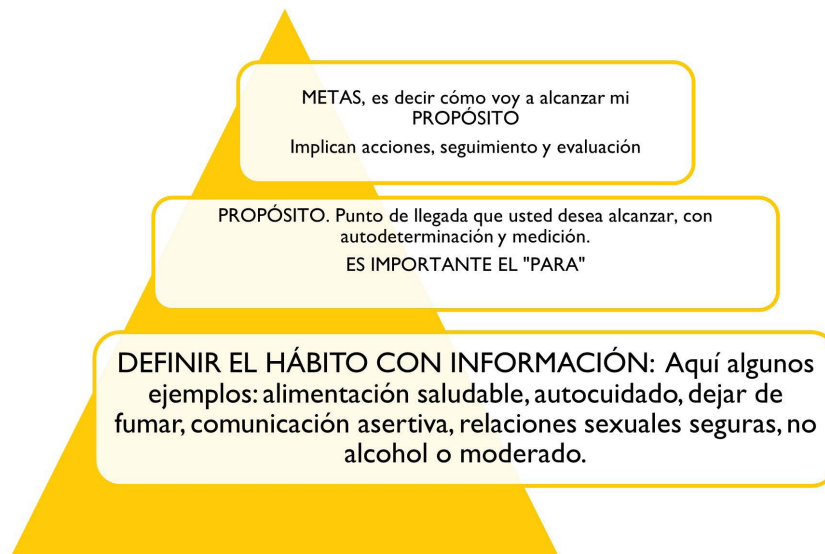 METAS, es decir cómo voy a alcanzar mi
PROPÓSITO
Implican acciones, seguimiento y evaluación
PROPÓSITO. Punto de llegada que usted desea alcanzar, con
autodeterminación y medición.
ES IMPORTANTE EL "PARA"
DEFINIR EL HÁBITO CON INFORMACIÓN: Aquí algunos
ejemplos: alimentación saludable, autocuidado, dejar de
fumar, comunicación asertiva, relaciones sexuales seguras, no
alcohol o moderado.